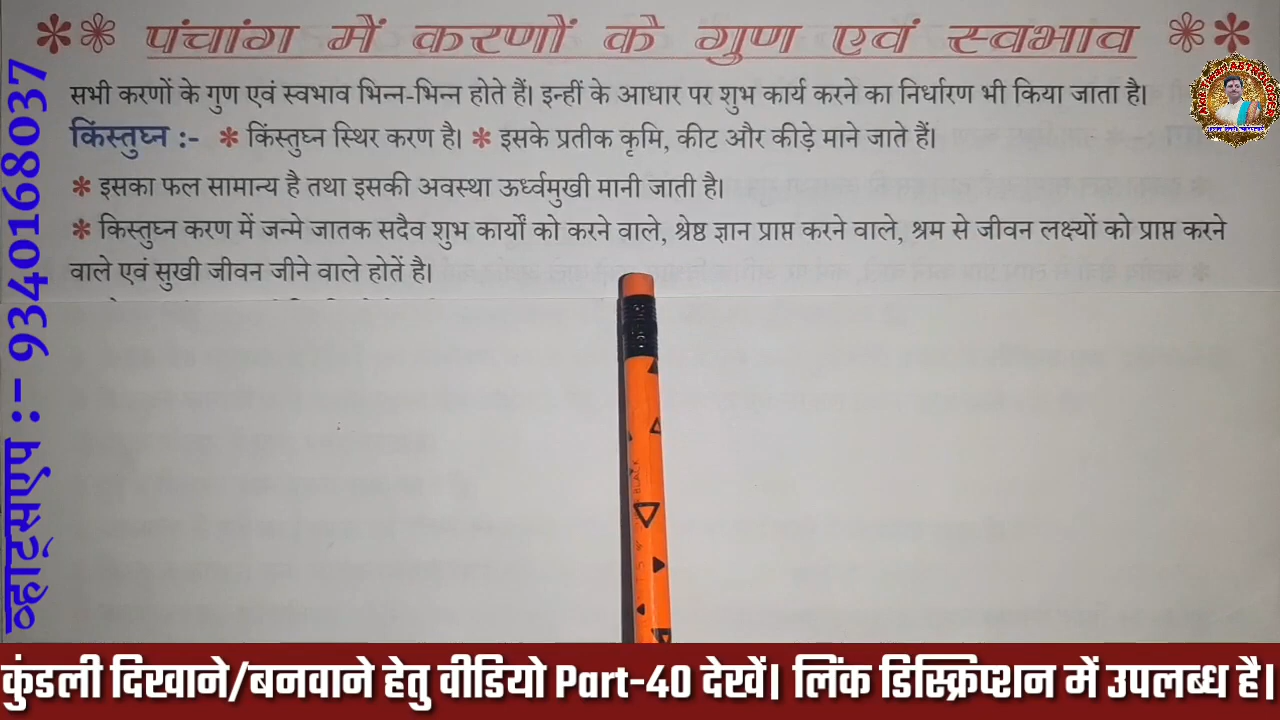 पंचांग में करणों के गुण एवं स्वभाव
सभी करणों के गुण एवं स्वभाव भिन्न-भिन्न होते हैं। इन्हीं के आधार पर शुभ कार्य करने का निर्धारण भी किया जाता है।
किंस्तुघ्न :- * किंस्तुघ्न स्थिर करण है। * इसके प्रतीक कृमि, कीट और कीड़े माने जाते हैं।
* इसका फल सामान्य है तथा इसकी अवस्था ऊर्ध्वमुखी मानी जाती है।
* किस्तुघ्न करण में जन्मे जातक सदैव शुभ कार्यों को करने वाले, श्रेष्ठ ज्ञान प्राप्त करने वाले, श्रम से जीवन लक्ष्यों को प्राप्त करने
वाले एवं सुखी जीवन जीने वाले होतें है।
व्हाट्सएप :- 9340168037
कुंडली दिखाने/बनवाने हेतु वीडियो Part-40 देखें। लिंक डिस्क्रिप्शन में उपलब्ध है।